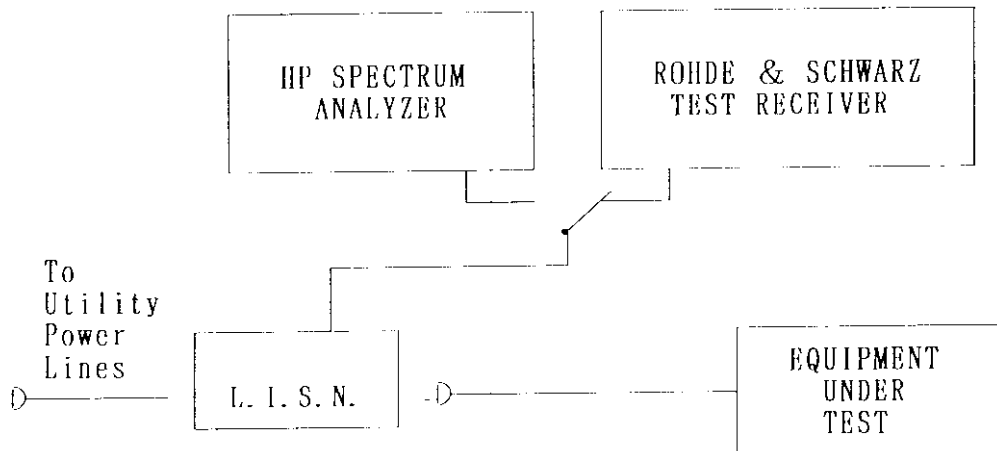 HP SPECTRUM
ANALYZER
ROHDE & SCHWARZ
TEST RECEIVER
To
Utility
Power
Lines
L. I. S. N.
EQUIPMENT
UNDER
TEST